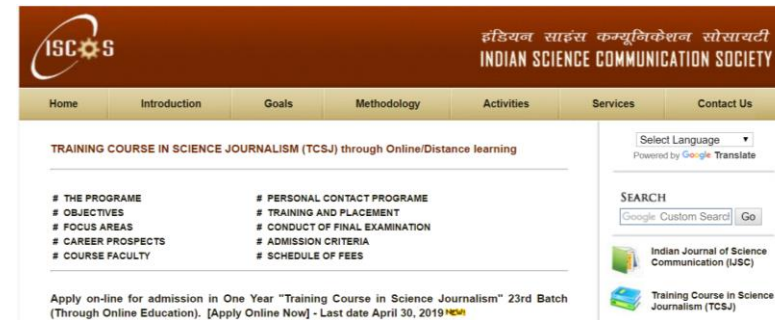 ISCOS
इंडियन साइंस कम्यूनिकेशन सोसायटी
INDIAN SCIENCE COMMUNICATION SOCIETY
Home Introduction Goals Methodology Activities Services Contact Us
TRAINING COURSE IN SCIENCE JOURNALISM (TCSJ) through Online/Distance learning
# THE PROGRAME
# OBJECTIVES
# FOCUS AREAS
# CAREER PROSPECTS
# COURSE FACULTY
# PERSONAL CONTACT PROGRAME
# TRAINING AND PLACEMENT
# CONDUCT OF FINAL EXAMINATION
# ADMISSION CRITERIA
# SCHEDULE OF FEES
Apply on-line for admission in One Year "Training Course in Science Journalism" 23rd Batch
(Through Online Education). [Apply Online Now] - Last date April 30, 2019 NEW!
Select Language
Powered by Google Translate
SEARCH
Google Custom Search Go
Indian Journal of Science
Communication (IJSC)
Training Course in Science
Journalism (TCSJ)